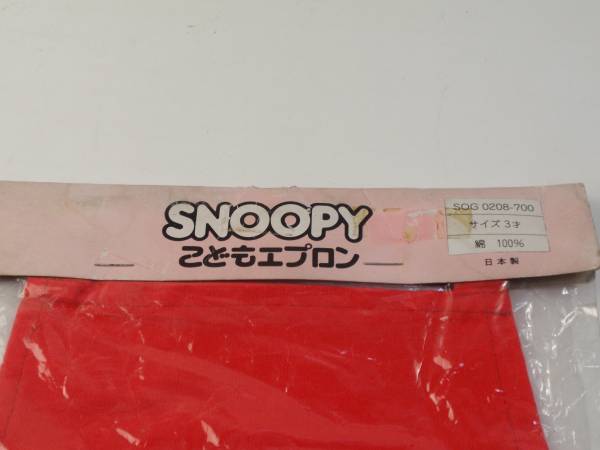 SNOOPY
こどもエプロン
SOG 0208-700
サイズ 3才
綿 100%
日本製